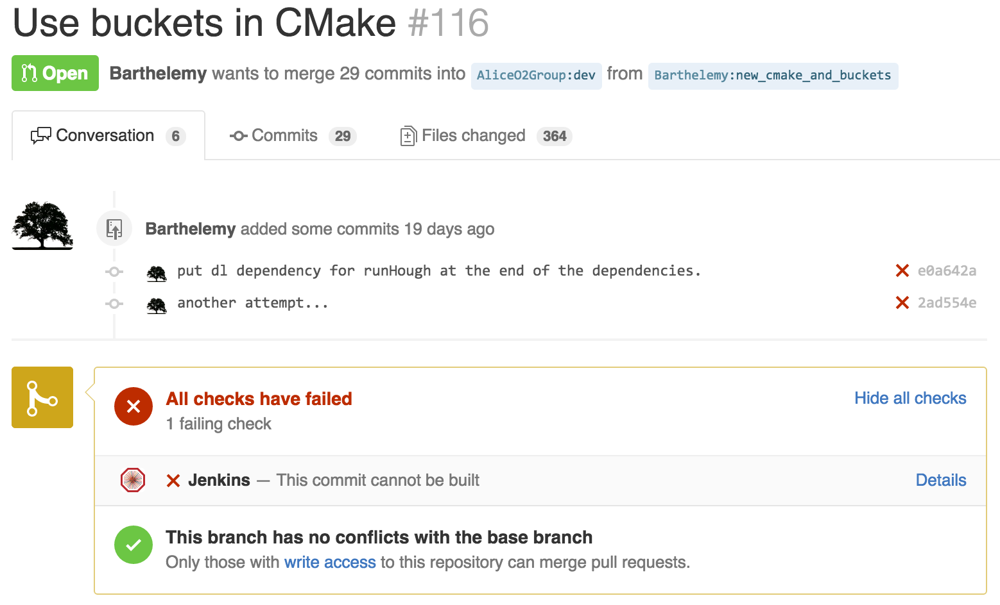 Use buckets in CMake #116
Open Barthelemy wants to merge 29 commits into AliceO2Group:dev from Barthelemy:new_cmake_and_buckets
Conversation 6 Commits 29 Files changed 364
Barthelemy added some commits 19 days ago
put dl dependency for runHough at the end of the dependencies. e0a642a
another attempt... 2ad554e
All checks have failed Hide all checks
1 failing check
Jenkins — This commit cannot be built Details
This branch has no conflicts with the base branch
Only those with write access to this repository can merge pull requests.